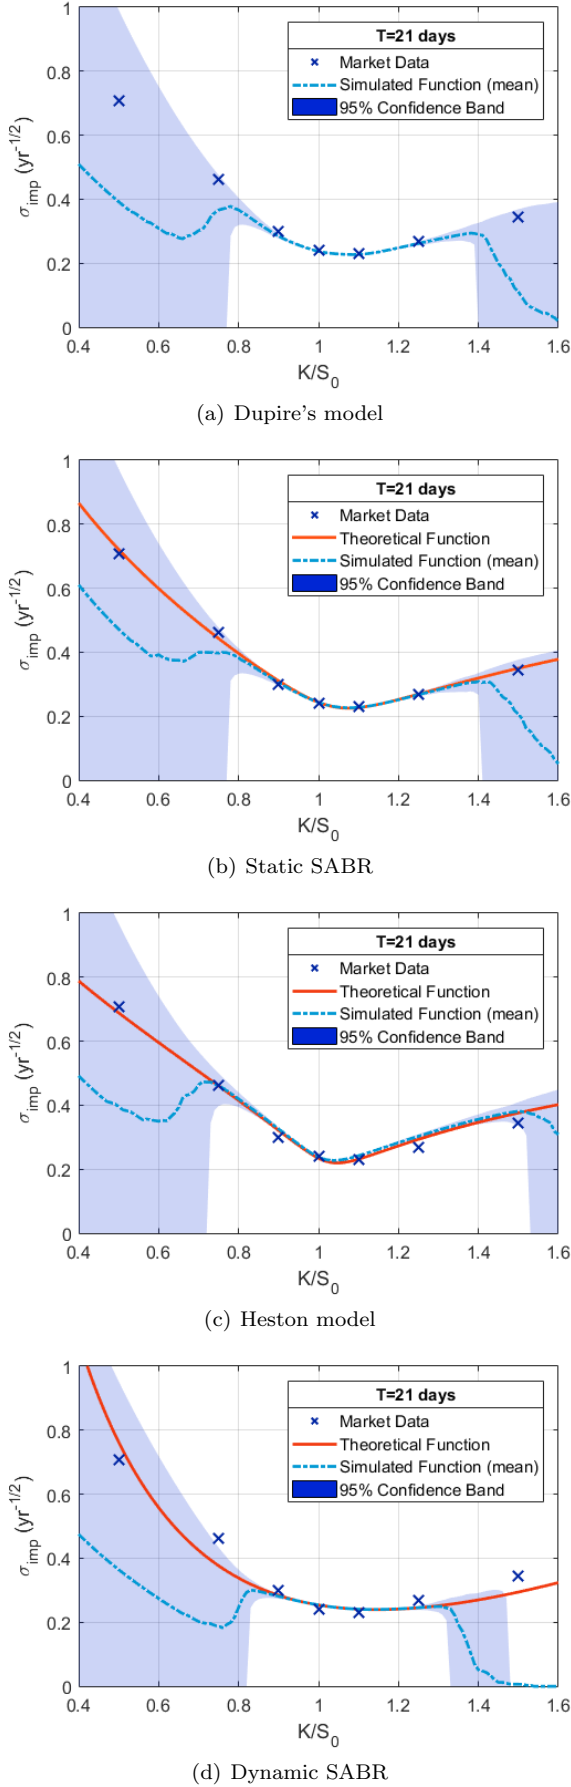 1
0.8
0.6
0.4
0.2
0
σimp (yr-1/2)
T=21 days
Market Data
Simulated Function (mean)
95% Confidence Band
0.4 0.6 0.8 1 1.2 1.4 1.6
K/S0
(a) Dupire's model
1
0.8
0.6
0.4
0.2
0
σimp (yr-1/2)
T=21 days
Market Data
Theoretical Function
Simulated Function (mean)
95% Confidence Band
0.4 0.6 0.8 1 1.2 1.4 1.6
K/S0
(b) Static SABR
1
0.8
0.6
0.4
0.2
0
σimp (yr-1/2)
T=21 days
Market Data
Theoretical Function
Simulated Function (mean)
95% Confidence Band
0.4 0.6 0.8 1 1.2 1.4 1.6
K/S0
(c) Heston model
1
0.8
0.6
0.4
0.2
0
σimp (yr-1/2)
T=21 days
Market Data
Theoretical Function
Simulated Function (mean)
95% Confidence Band
0.4 0.6 0.8 1 1.2 1.4 1.6
K/S0
(d) Dynamic SABR